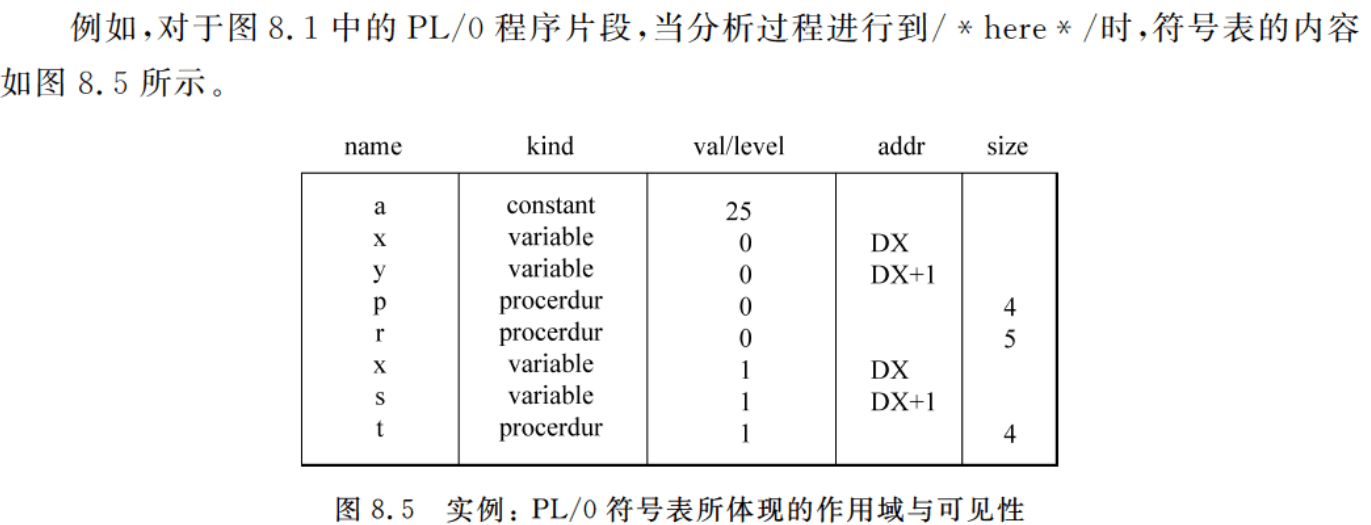 例如,对于图 8.1 中的 PL/0 程序片段,当分析过程进行到/ * here * /时,符号表的内容
如图 8.5 所示。
name kind val/level addr size
a constant 25
x variable 0 DX
y variable 0 DX+1
p procerdur 0 4
r procerdur 0 5
x variable 1 DX
s variable 1 DX+1
t procerdur 1 4
图 8.5 实例: PL/0 符号表所体现的作用域与可见性